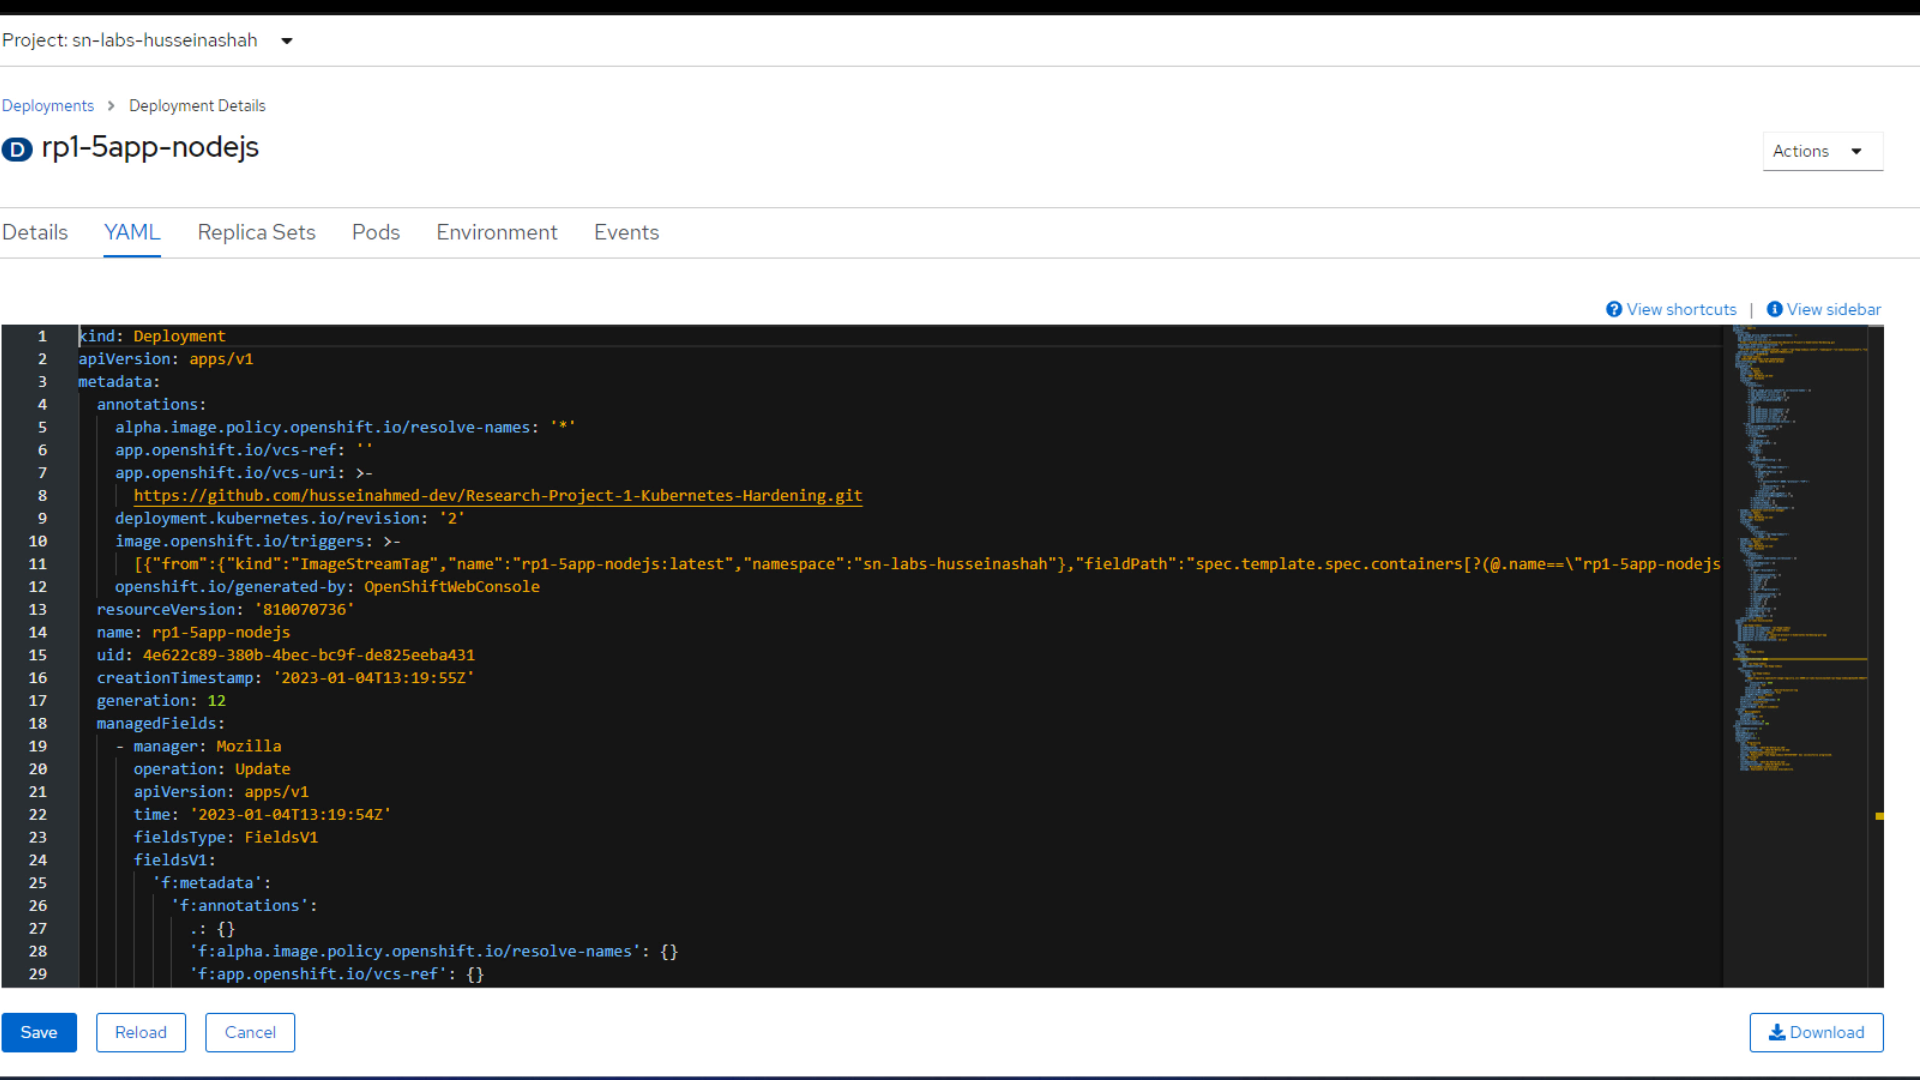 Project: sn-labs-husseinashah
Deployments > Deployment Details
D rp1-5app-nodejs
Actions
Details YAML Replica Sets Pods Environment Events
View shortcuts | View sidebar
1 kind: Deployment
2 apiVersion: apps/v1
3 metadata:
4 annotations:
5 alpha.image.policy.openshift.io/resolve-names: '*'
6 app.openshift.io/vcs-ref: ''
7 app.openshift.io/vcs-uri: >-
8 https://github.com/husseinahmed-dev/Research-Project-1-Kubernetes-Hardening.git
9 deployment.kubernetes.io/revision: '2'
10 image.openshift.io/triggers: >-
11 [{"from":{"kind":"ImageStreamTag","name":"rp1-5app-nodejs:latest","namespace":"sn-labs-husseinashah"},"fieldPath":"spec.template.spec.containers[?(@.name==\"rp1-5app-nodejs
12 openshift.io/generated-by: OpenShiftWebConsole
13 resourceVersion: '810070736'
14 name: rp1-5app-nodejs
15 uid: 4e622c89-380b-4bec-bc9f-de825eeba431
16 creationTimestamp: '2023-01-04T13:19:55Z'
17 generation: 12
18 managedFields:
19 - manager: Mozilla
20 operation: Update
21 apiVersion: apps/v1
22 time: '2023-01-04T13:19:54Z'
23 fieldsType: FieldsV1
24 fieldsV1:
25 'f:metadata':
26 'f:annotations':
27 .: {}
28 'f:alpha.image.policy.openshift.io/resolve-names': {}
29 'f:app.openshift.io/vcs-ref': {}
Save Reload Cancel Download